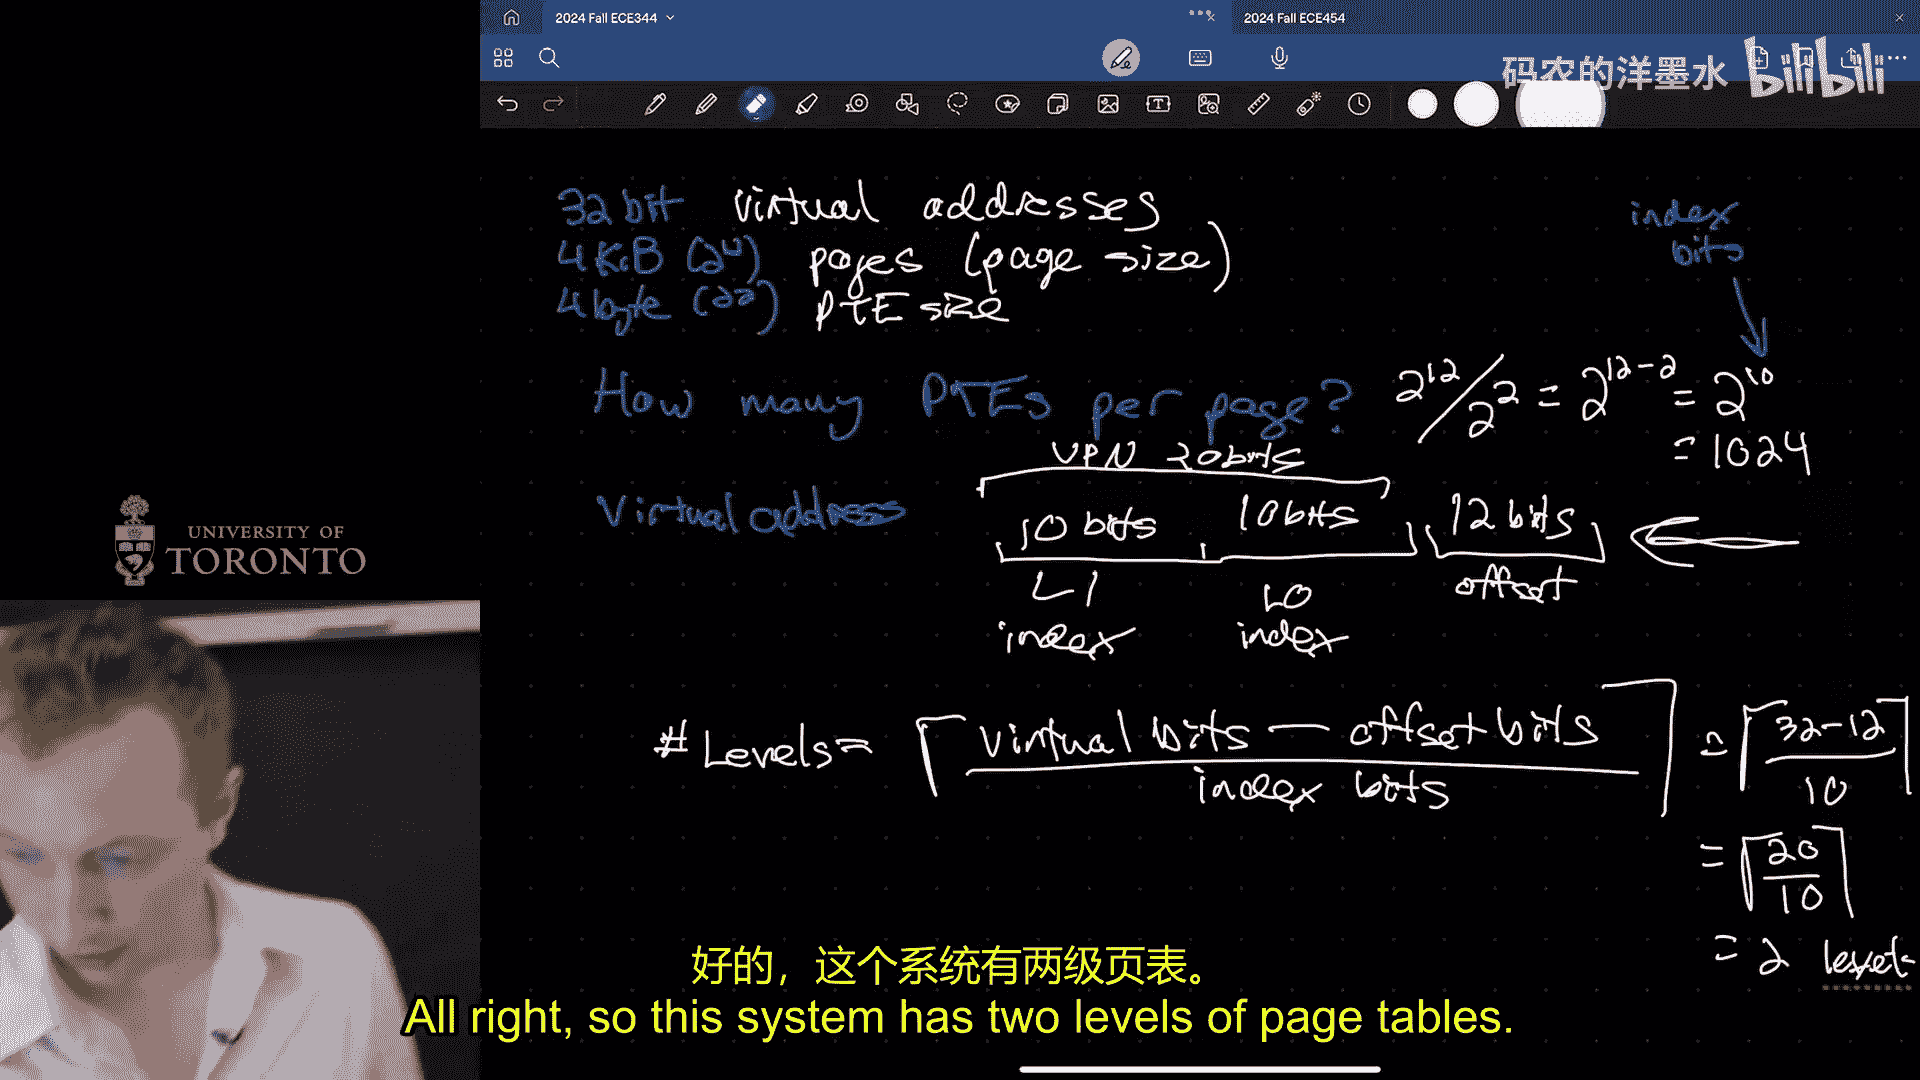 2024 Fall ECE344
2024 Fall ECE454
码农的洋墨水 bilibili
32 bit virtual addresses
4 KiB (2^12) pages (page size)
4 byte (2^2) PTE size
index
bits
How many PTEs per page? 2^12 / 2^2 = 2^12-2 = 2^10
= 1024
VPN 20 bits
Virtual address 10 bits 10 bits 12 bits
L1 L0 offset
index index
# Levels = ⌈ virtual bits — offset bits / index bits ⌉ = ⌈ 32-12 / 10 ⌉
= ⌈ 20 / 10 ⌉
= 2 levels
UNIVERSITY OF
TORONTO
好的，这个系统有两级页表。
All right, so this system has two levels of page tables.